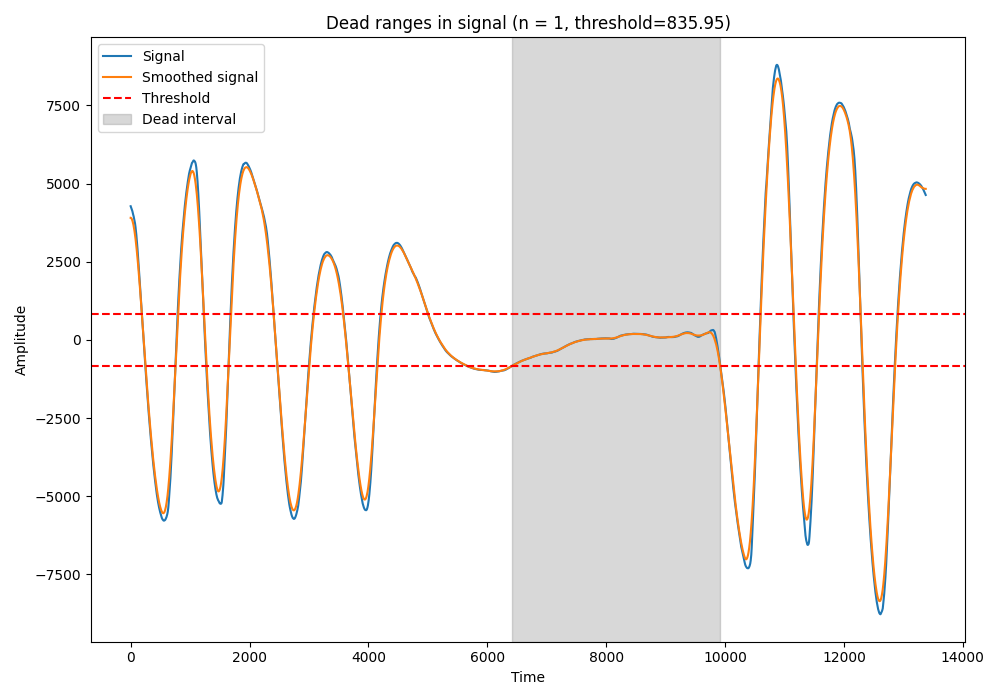 Dead ranges in signal (n = 1, threshold=835.95)
Signal
Smoothed signal
Threshold
Dead interval
Amplitude
7500
5000
2500
0
−2500
−5000
−7500
0
2000
4000
6000
8000
10000
12000
14000
Time